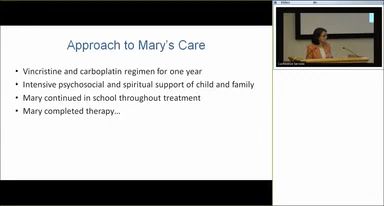 Approach to Mary's Care
• Vincristine and carboplatin regimen for one year
• Intensive psychosocial and spiritual support of child and family
• Mary continued in school throughout treatment
• Mary completed therapy…